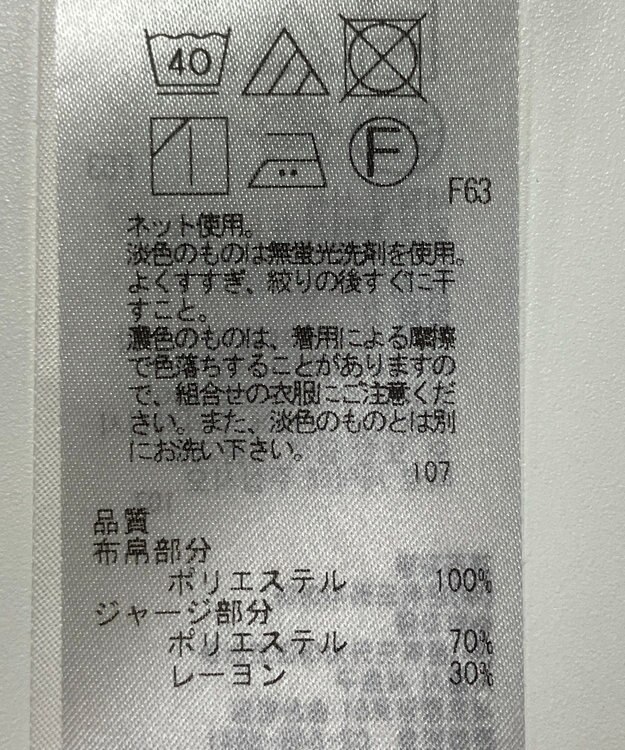 40
F
F63
ネット使用。
淡色のものは無蛍光洗剤を使用。
よくすすぎ、絞りの後すぐに干
すこと。
濃色のものは、着用による摩擦
で色落ちすることがありますの
で、組合せの衣服にご注意くだ
さい。また、淡色のものとは別
にお洗い下さい。
107
品質
布帛部分
ポリエステル 100%
ジャージ部分
ポリエステル 70%
レーヨン 30%